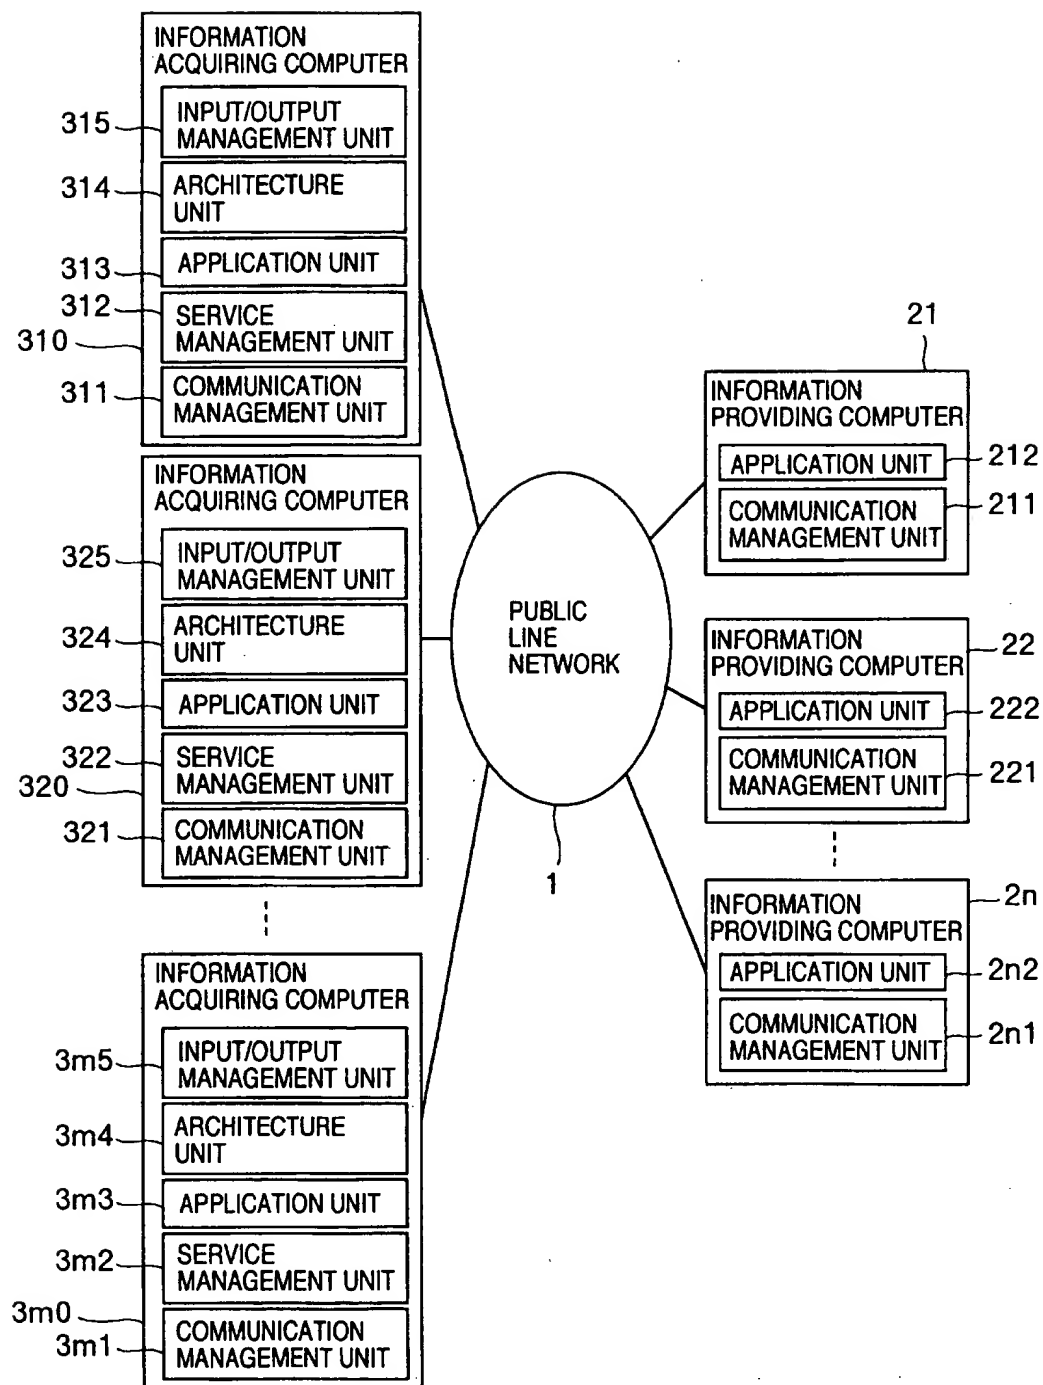 INFORMATION
ACQUIRING COMPUTER
315
INPUT/OUTPUT
MANAGEMENT UNIT
314
ARCHITECTURE
UNIT
313
APPLICATION UNIT
312
SERVICE
MANAGEMENT UNIT
310
311
COMMUNICATION
MANAGEMENT UNIT
INFORMATION
ACQUIRING COMPUTER
325
INPUT/OUTPUT
MANAGEMENT UNIT
324
ARCHITECTURE
UNIT
323
APPLICATION UNIT
322
SERVICE
MANAGEMENT UNIT
320
321
COMMUNICATION
MANAGEMENT UNIT
INFORMATION
ACQUIRING COMPUTER
3m5
INPUT/OUTPUT
MANAGEMENT UNIT
3m4
ARCHITECTURE
UNIT
3m3
APPLICATION UNIT
3m2
SERVICE
MANAGEMENT UNIT
3m0
3m1
COMMUNICATION
MANAGEMENT UNIT
PUBLIC
LINE
NETWORK
1
21
INFORMATION
PROVIDING COMPUTER
APPLICATION UNIT
212
COMMUNICATION
MANAGEMENT UNIT
211
INFORMATION
PROVIDING COMPUTER
22
APPLICATION UNIT
222
COMMUNICATION
MANAGEMENT UNIT
221
INFORMATION
PROVIDING COMPUTER
2n
APPLICATION UNIT
2n2
COMMUNICATION
MANAGEMENT UNIT
2n1